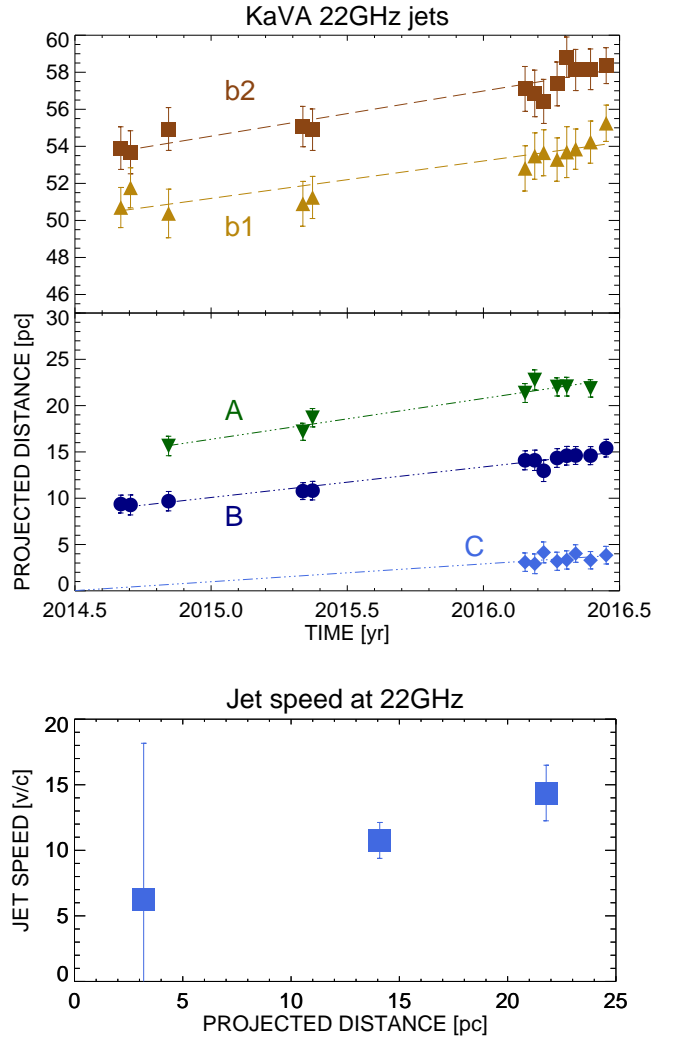 KaVA 22GHz jets
60
58
56
54
52
50
48
46
b2
b1
30
25
20
15
10
5
0
A
B
C
PROJECTED DISTANCE [pc]
2014.5 2015.0 2015.5 2016.0 2016.5
TIME [yr]
Jet speed at 22GHz
20
15
10
5
0
JET SPEED [v/c]
0 5 10 15 20 25
PROJECTED DISTANCE [pc]